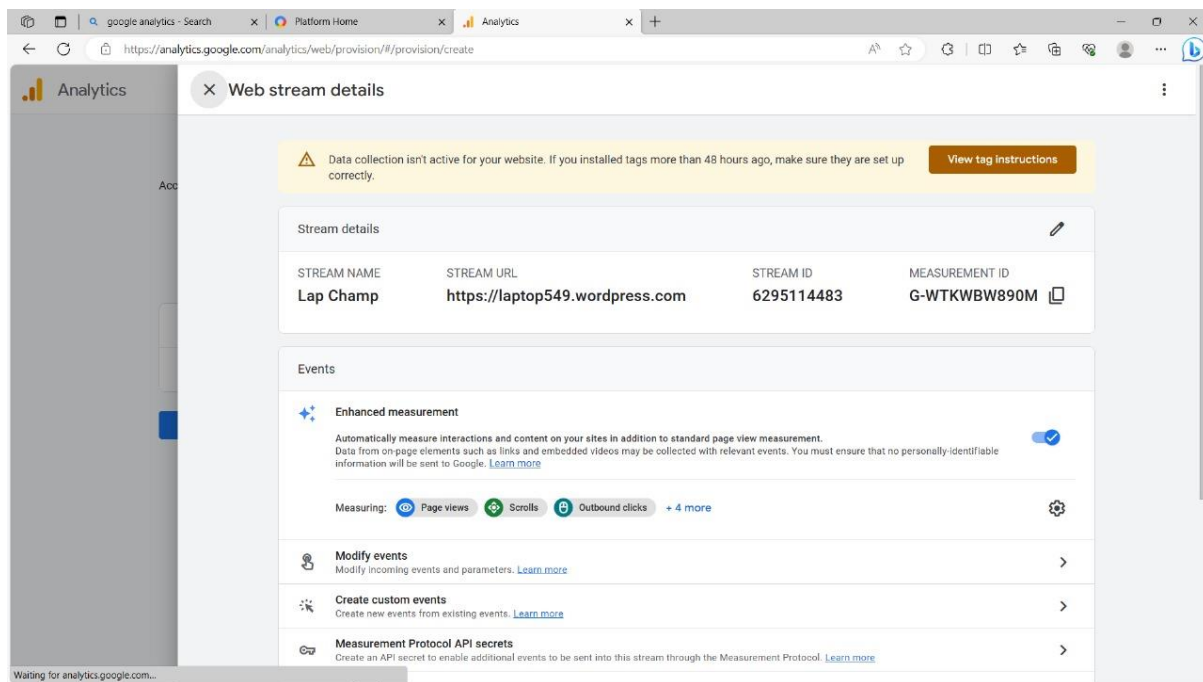 google analytics - Search
Platform Home
Analytics
https://analytics.google.com/analytics/web/provision/#/provision/create
Analytics
Web stream details
Data collection isn't active for your website. If you installed tags more than 48 hours ago, make sure they are set up
correctly.
View tag instructions
Acc
Stream details
STREAM NAME STREAM URL STREAM ID MEASUREMENT ID
Lap Champ https://laptop549.wordpress.com 6295114483 G-WTKWBW890M
Events
Enhanced measurement
Automatically measure interactions and content on your sites in addition to standard page view measurement.
Data from on-page elements such as links and embedded videos may be collected with relevant events. You must ensure that no personally-identifiable
information will be sent to Google. Learn more
Measuring: Page views Scrolls Outbound clicks + 4 more
Modify events
Modify incoming events and parameters. Learn more
Create custom events
Create new events from existing events. Learn more
Measurement Protocol API secrets
Create an API secret to enable additional events to be sent into this stream through the Measurement Protocol. Learn more
Waiting for analytics.google.com...